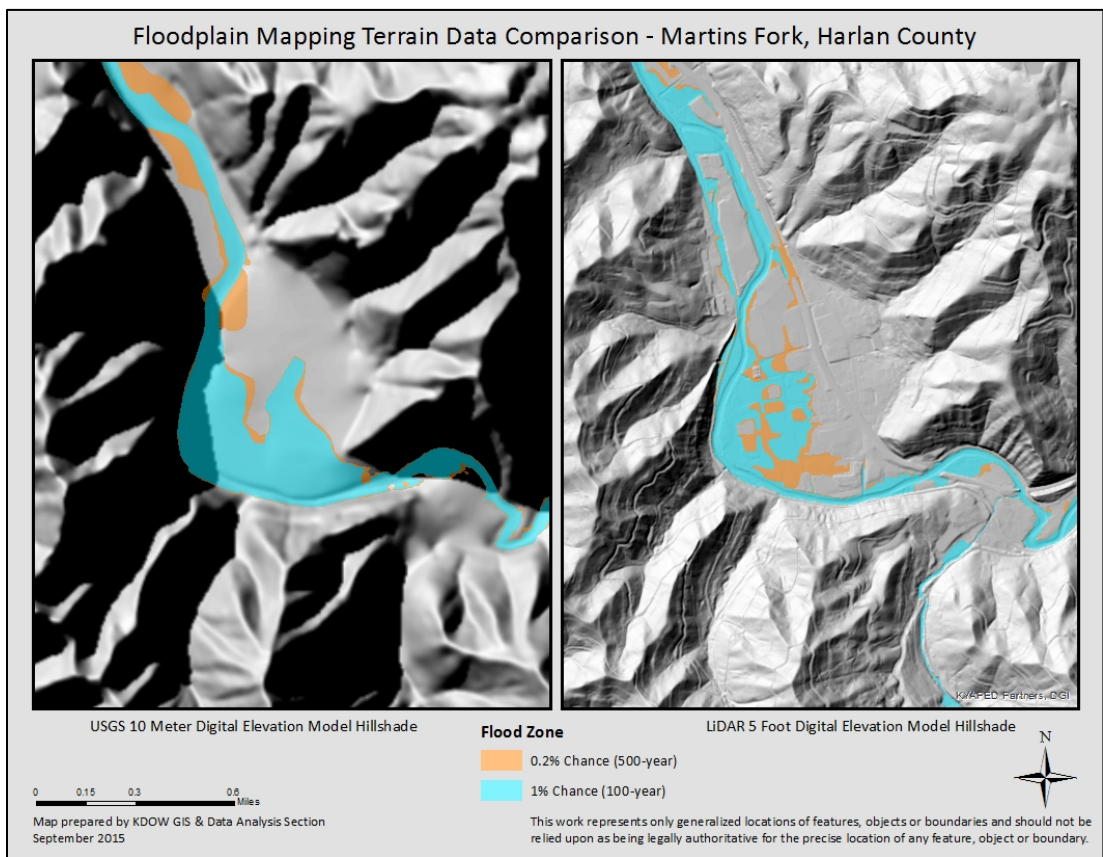 Floodplain Mapping Terrain Data Comparison - Martins Fork, Harlan County
KYAPED Partners, DGI
USGS 10 Meter Digital Elevation Model Hillshade
LiDAR 5 Foot Digital Elevation Model Hillshade
Flood Zone
0.2% Chance (500-year)
1% Chance (100-year)
N
0 0.15 0.3 0.6
Miles
Map prepared by KDOW GIS & Data Analysis Section
September 2015
This work represents only generalized locations of features, objects or boundaries and should not be
relied upon as being legally authoritative for the precise location of any feature, object or boundary.